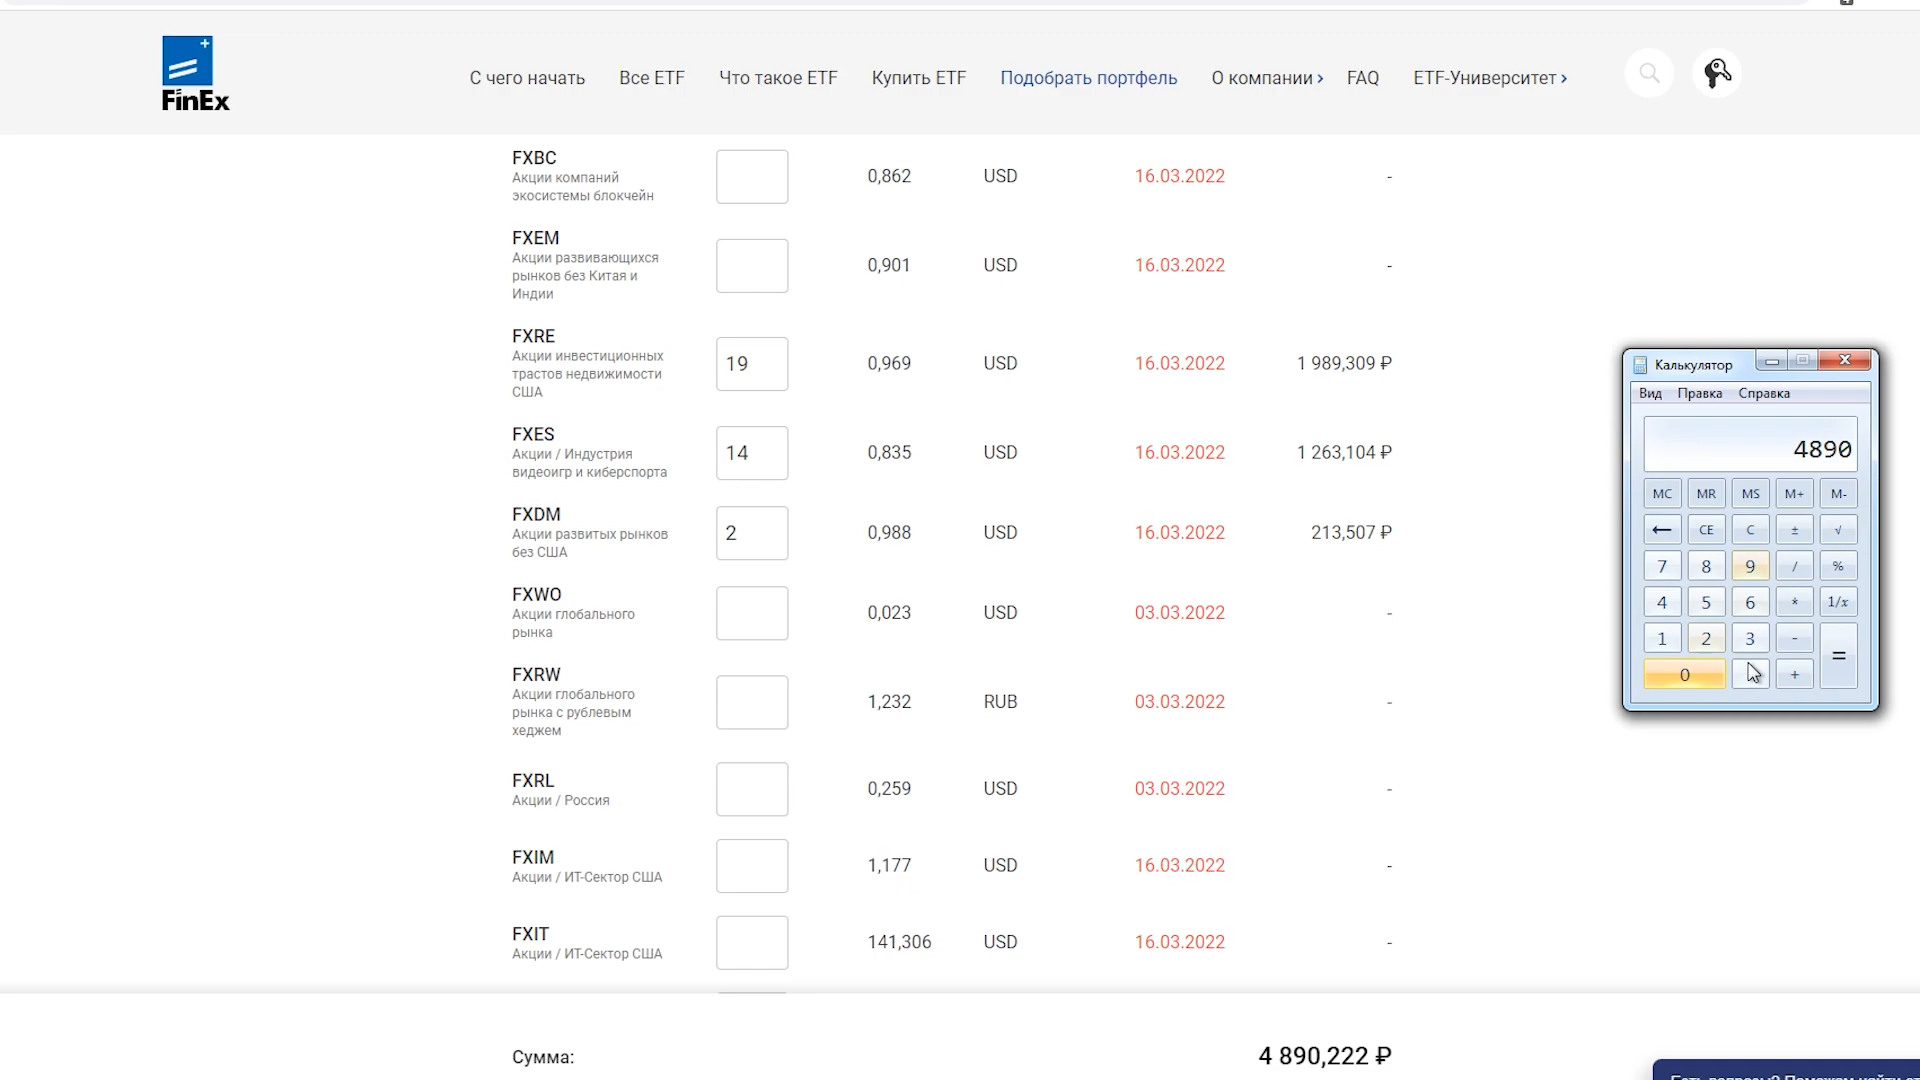 FinEx
С чего начать Все ETF Что такое ETF Купить ETF Подобрать портфель О компании FAQ ETF-Университет
FXBC
Акции компаний
экосистемы блокчейн
0,862 USD 16.03.2022 -
FXEM
Акции развивающихся
рынков без Китая и
Индии
0,901 USD 16.03.2022 -
FXRE
Акции инвестиционных
трастов недвижимости
США
19 0,969 USD 16.03.2022 1 989,309 ₽
FXES
Акции / Индустрия
видеоигр и киберспорта
14 0,835 USD 16.03.2022 1 263,104 ₽
FXDM
Акции развитых рынков
без США
2 0,988 USD 16.03.2022 213,507 ₽
FXWO
Акции глобального
рынка
0,023 USD 03.03.2022 -
FXRW
Акции глобального
рынка с рублевым
хеджем
1,232 RUB 03.03.2022 -
FXRL
Акции / Россия
0,259 USD 03.03.2022 -
FXIM
Акции / ИТ-Сектор США
1,177 USD 16.03.2022 -
FXIT
Акции / ИТ-Сектор США
141,306 USD 16.03.2022 -
Сумма: 4 890,222 ₽
Калькулятор
Вид Правка Справка
4890
MC MR MS M+ M-
← CE C ± √
7 8 9 / %
4 5 6 * 1/x
1 2 3 - =
0 +